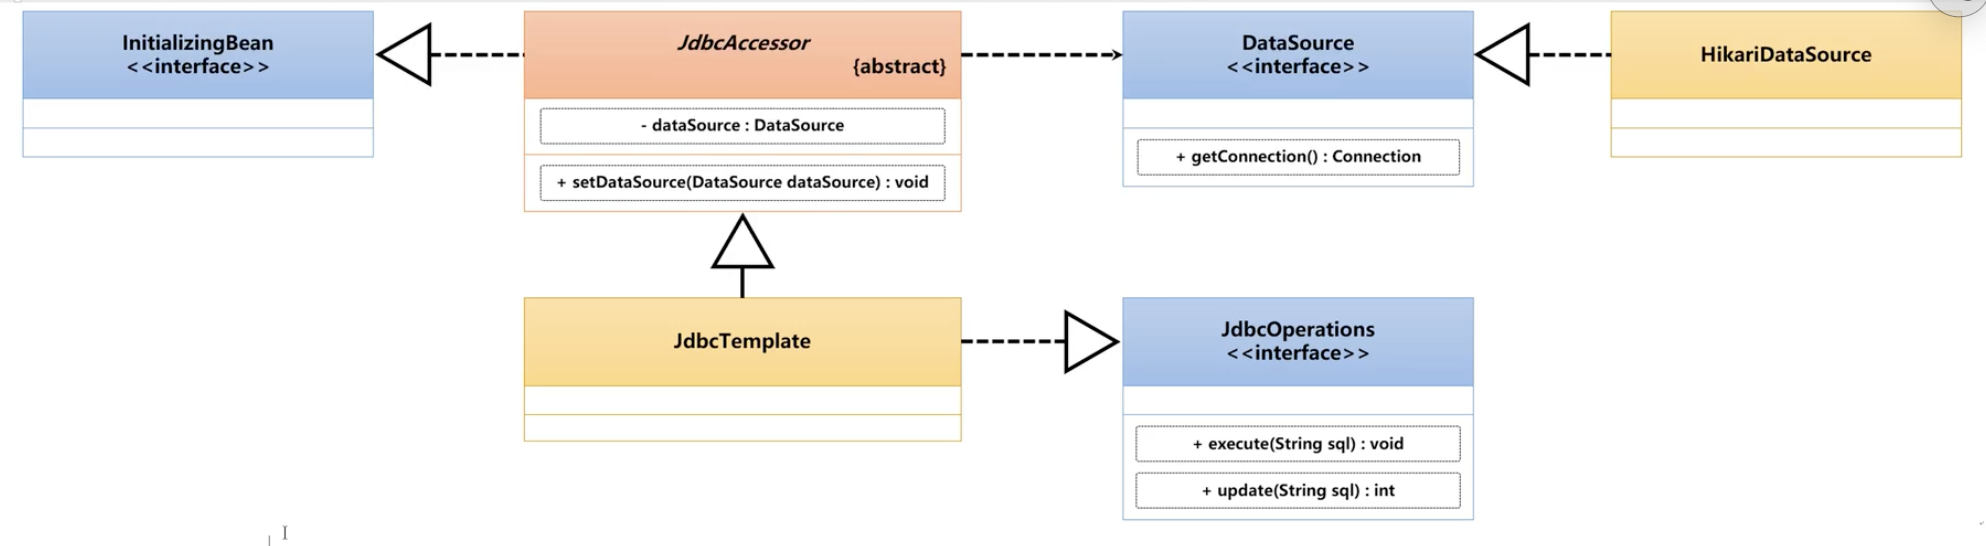 InitializingBean
<<interface>>
JdbcAccessor
{abstract}
- dataSource : DataSource
+ setDataSource(DataSource dataSource) : void
DataSource
<<interface>>
+ getConnection() : Connection
HikariDataSource
JdbcTemplate
JdbcOperations
<<interface>>
+ execute(String sql) : void
+ update(String sql) : int